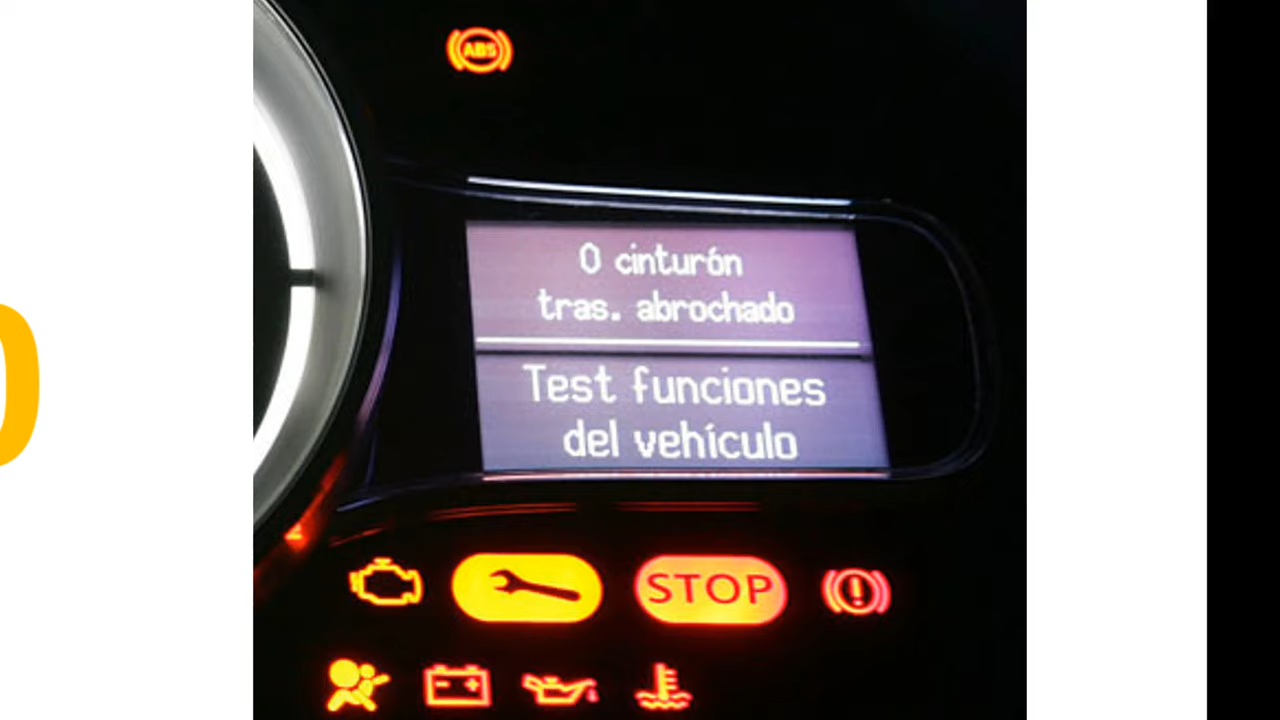 ABS
0 cinturón
tras. abrochado
Test funciones
del vehículo
STOP